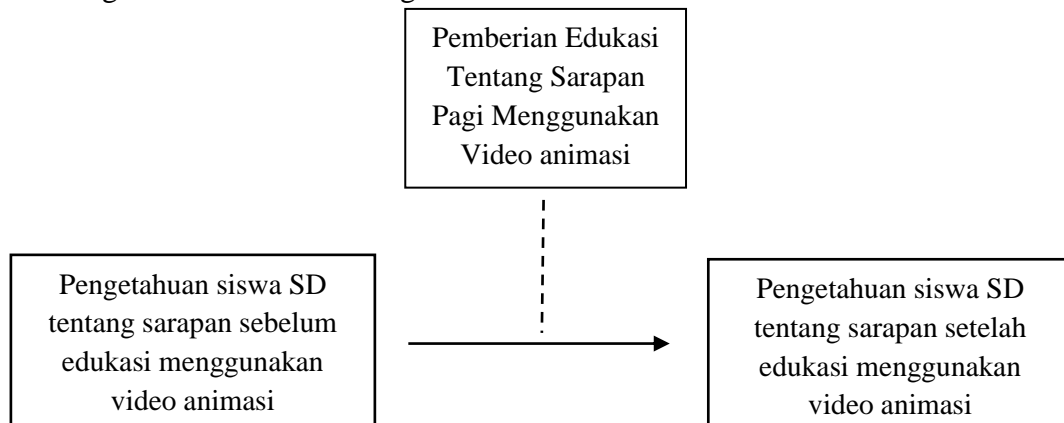 Pemberian Edukasi
Tentang Sarapan
Pagi Menggunakan
Video animasi
Pengetahuan siswa SD
tentang sarapan sebelum
edukasi menggunakan
video animasi
Pengetahuan siswa SD
tentang sarapan setelah
edukasi menggunakan
video animasi